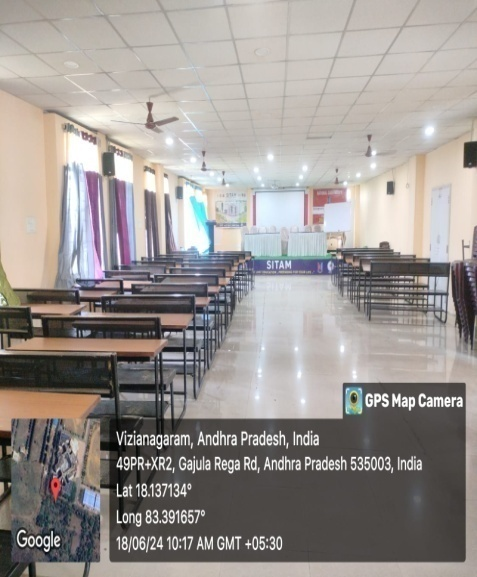 SITAM
GPS Map Camera
Vizianagaram, Andhra Pradesh, India
49PR+XR2, Gajula Rega Rd, Andhra Pradesh 535003, India
Lat 18.137134°
Long 83.391657°
18/06/24 10:17 AM GMT +05:30
Google